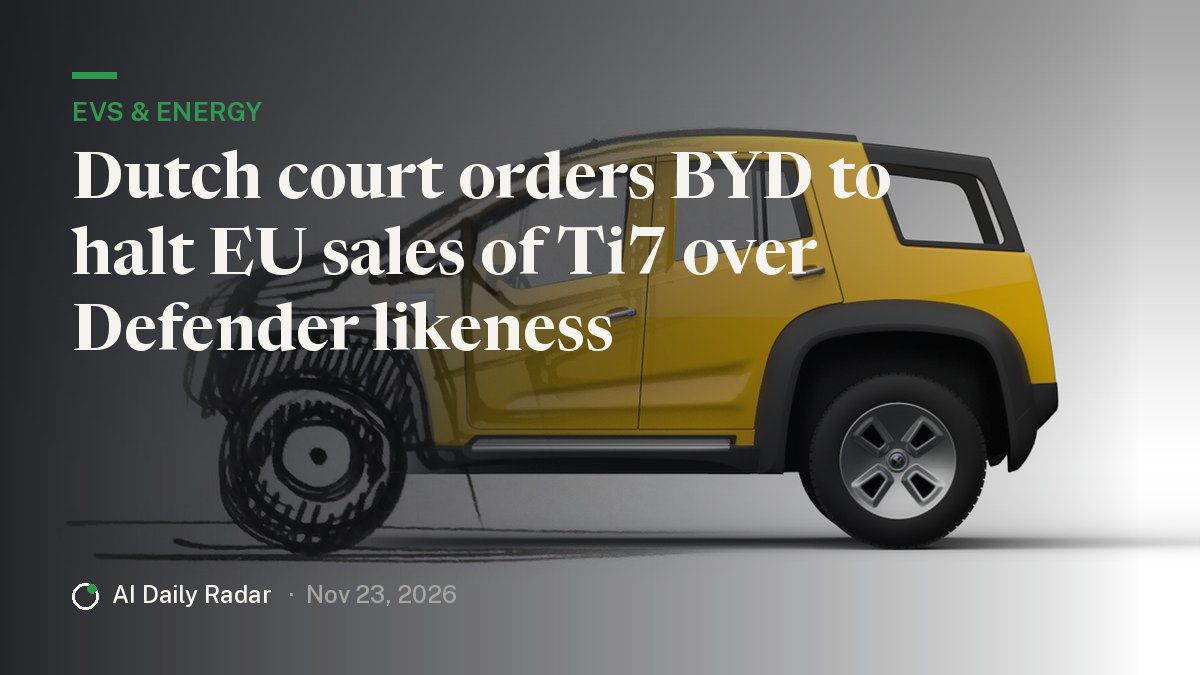 EVS & ENERGY
Dutch court orders BYD to
halt EU sales of Ti7 over
Defender likeness
AI Daily Radar · Nov 23, 2026